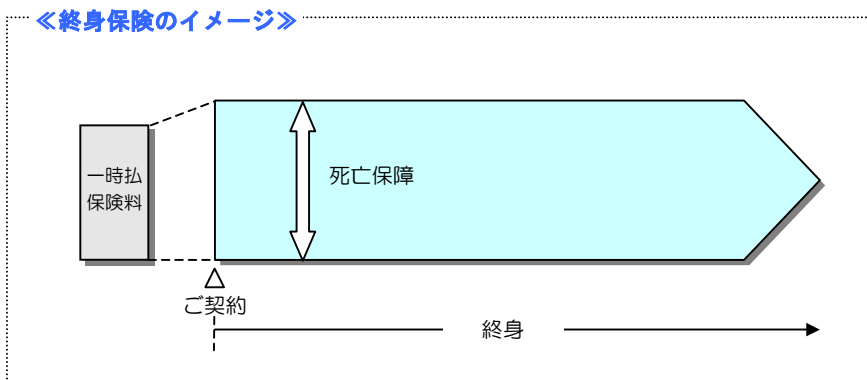 ≪終身保険のイメージ≫
一時払
保険料
死亡保障
ご契約
終身